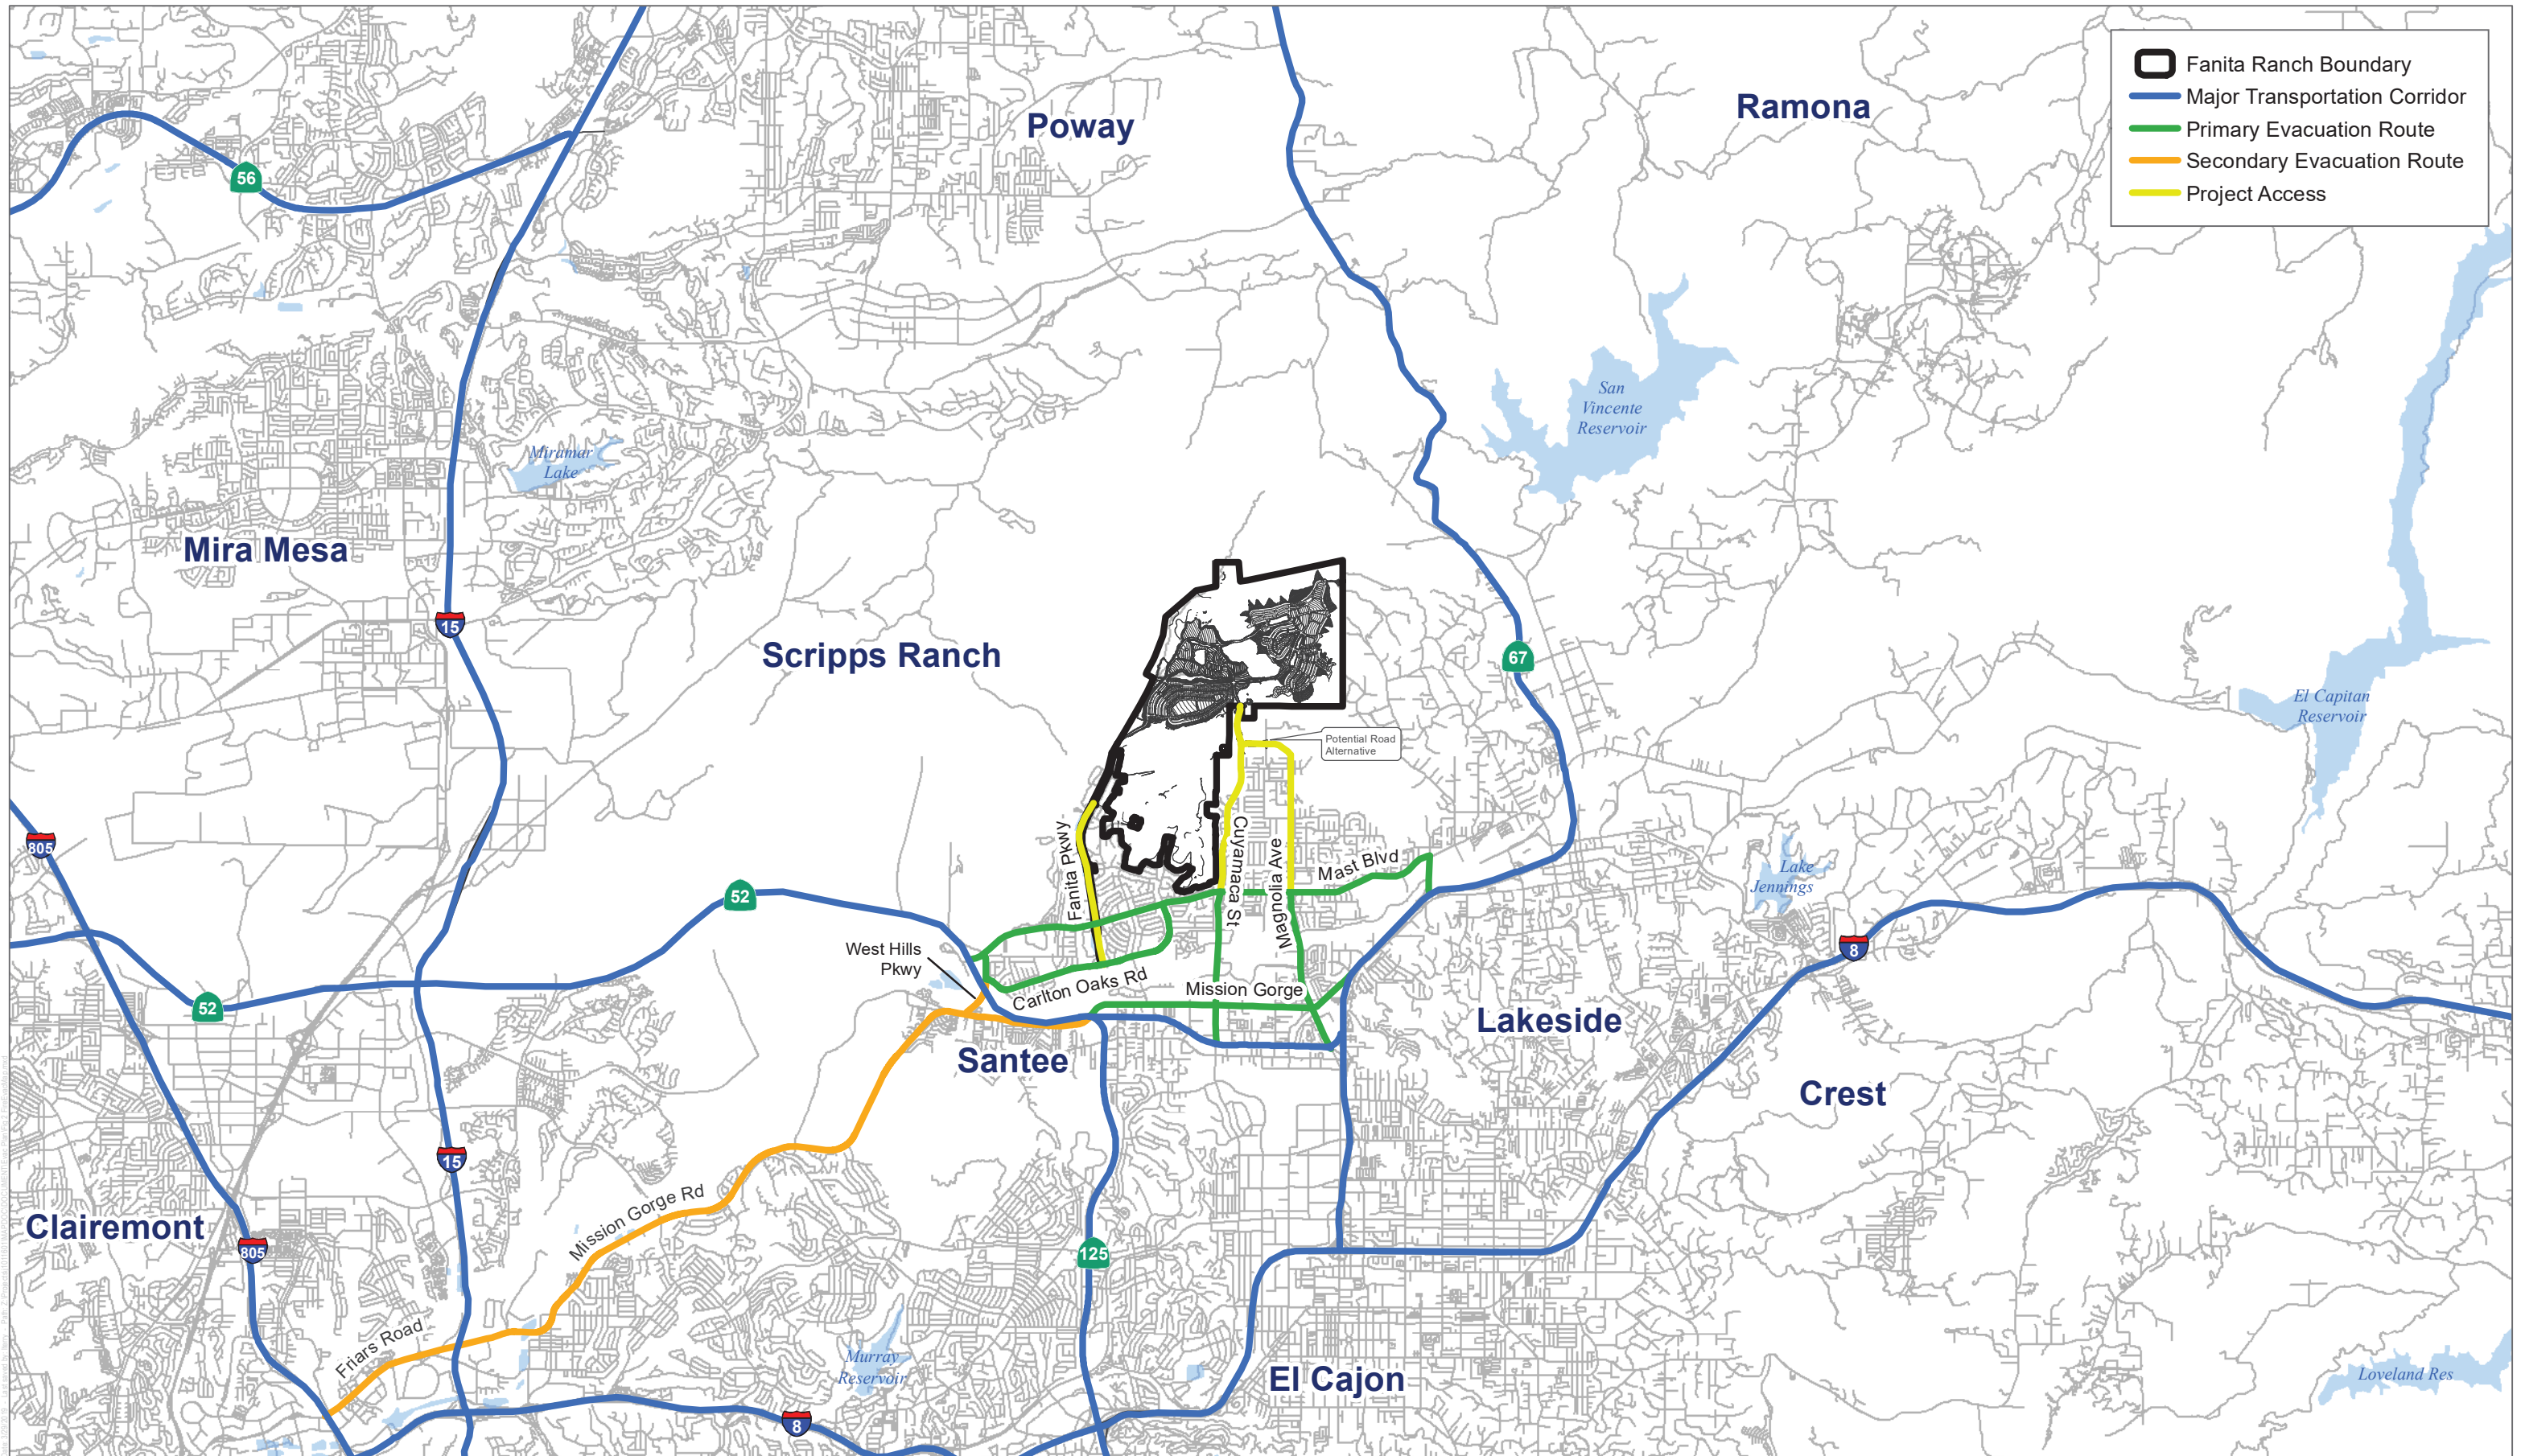 Fanita Ranch Boundary
Major Transportation Corridor
Primary Evacuation Route
Secondary Evacuation Route
Project Access
Poway
Ramona
56
San
Vincente
Reservoir
Miramar
Lake
Mira Mesa
15
Scripps Ranch
67
El Capitan
Reservoir
Potential Road
Alternative
805
Fanita Pkwy
Cuyamaca St
Magnolia Ave
Mast Blvd
Lake
Jennings
52
West Hills
Pkwy
8
Carlton Oaks Rd
Mission Gorge
52
Lakeside
Santee
Crest
15
Mission Gorge Rd
Clairemont
805
125
Friars Road
Murray
Reservoir
El Cajon
Loveland Res
8